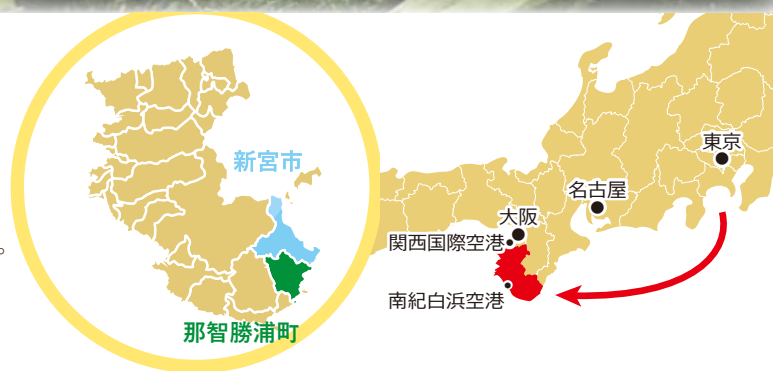 新宮市
。
那智勝浦町
東京
名古屋
大阪
関西国際空港
南紀白浜空港